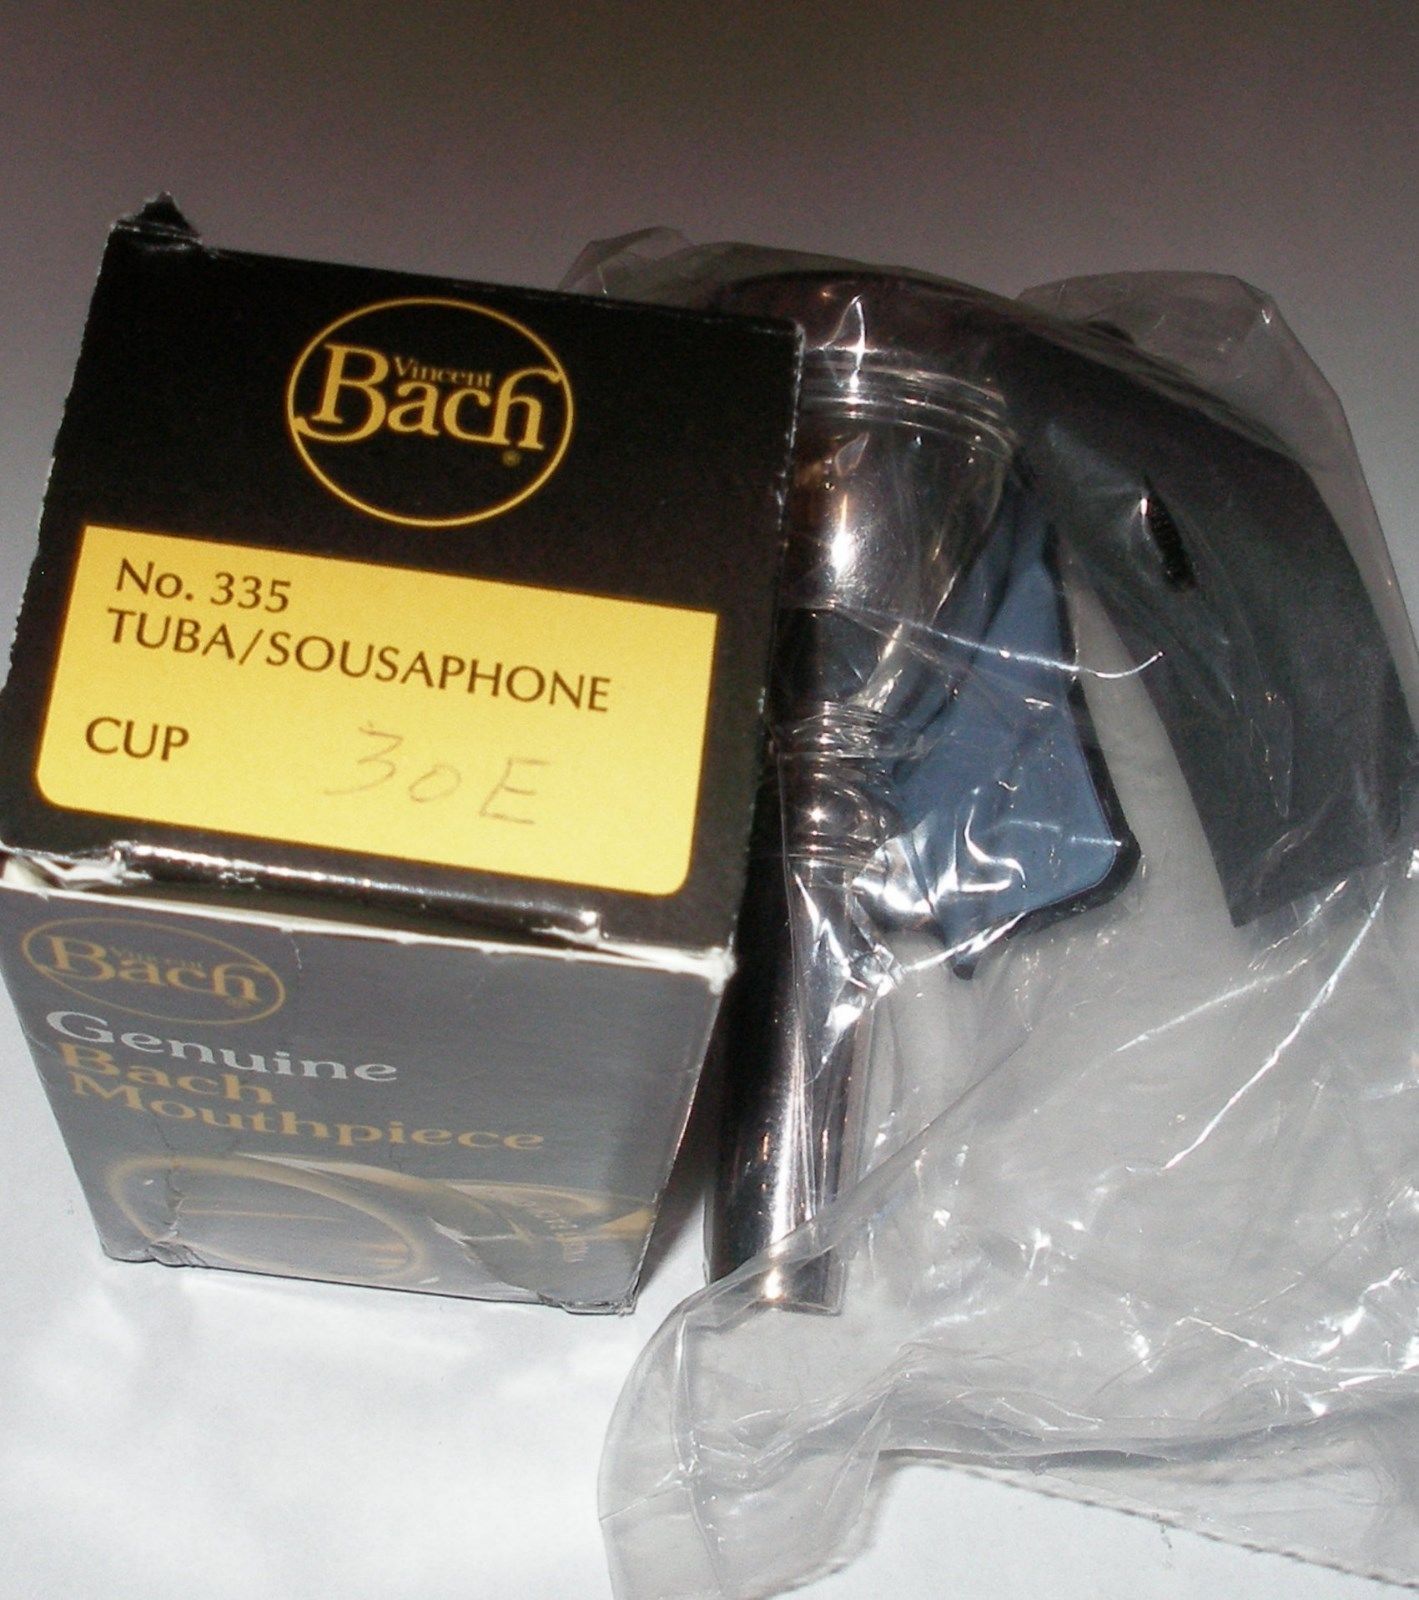 Vincent
Bach
No. 335
TUBA/SOUSAPHONE
CUP 30E
Vincent
Bach
Genuine
Bach
Mouthpiece